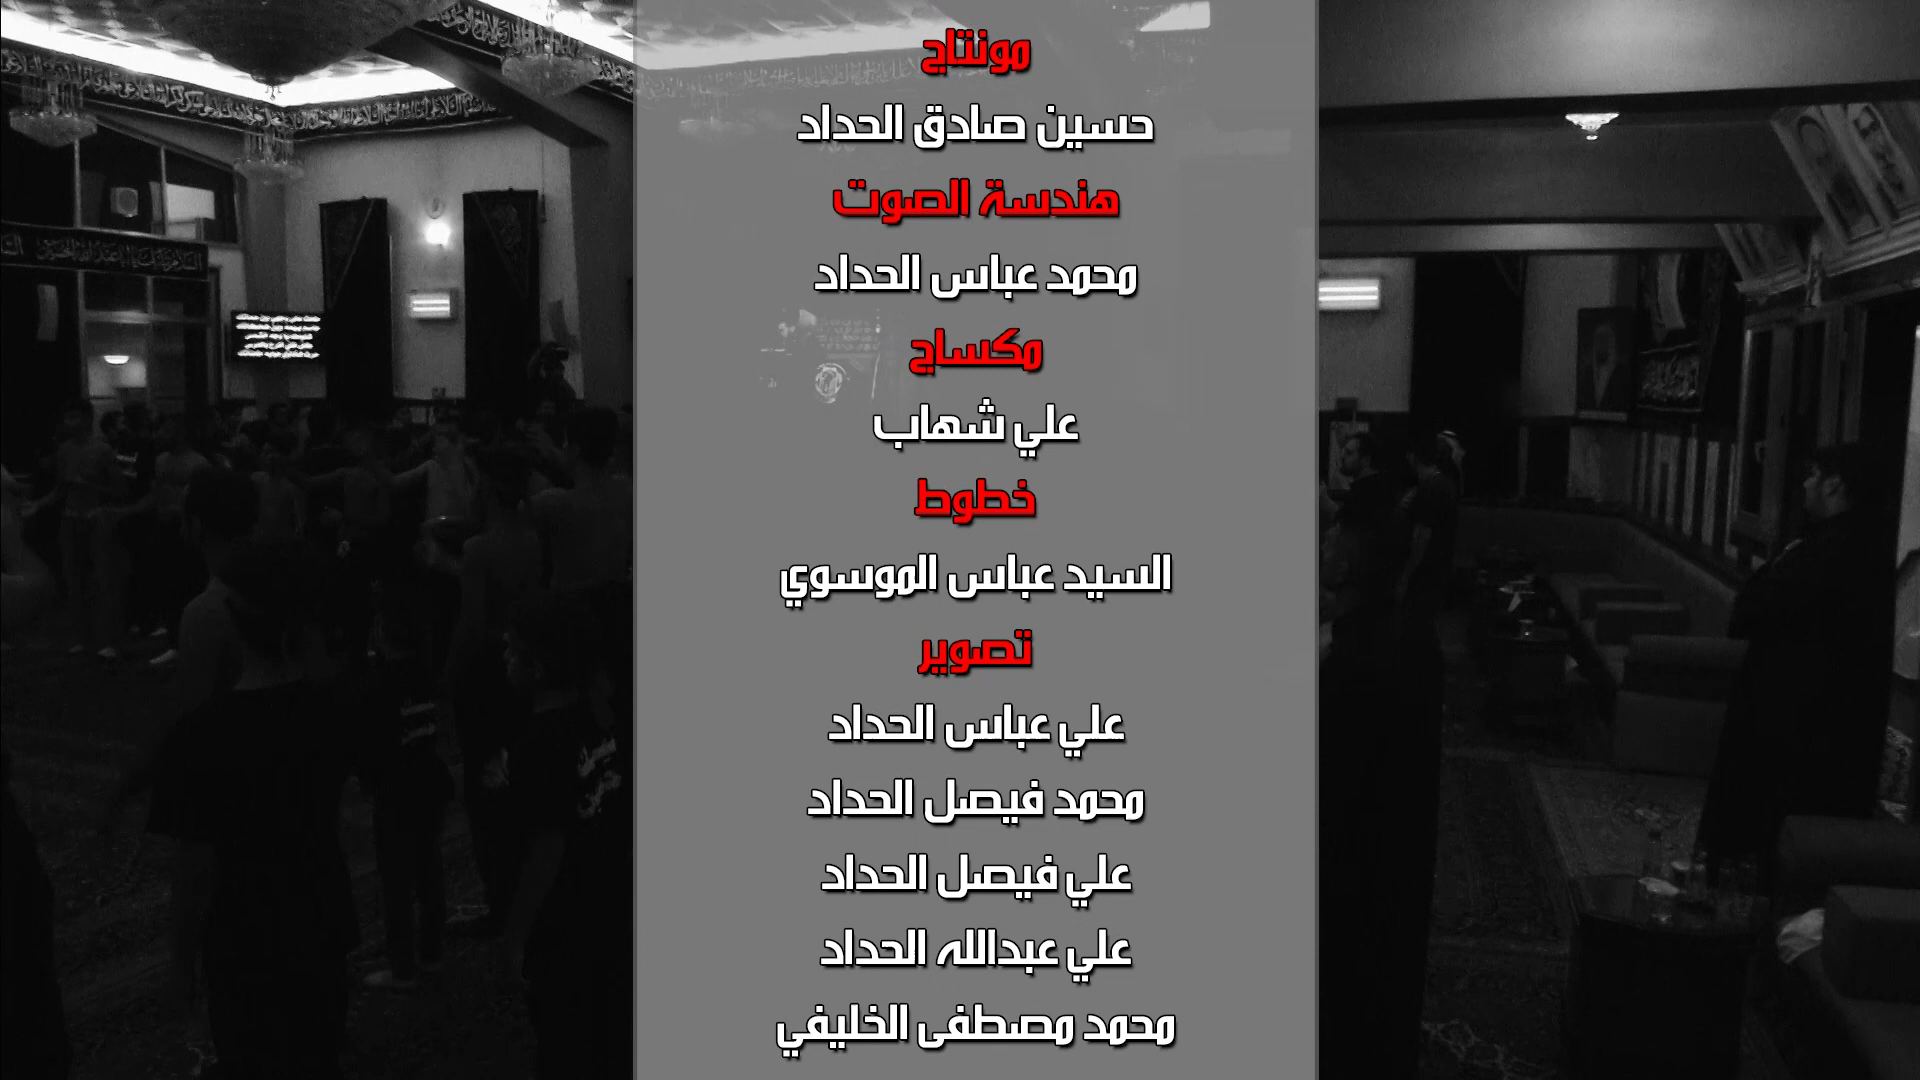 مونتاج
حسين صادق الحداد
هندسة الصوت
محمد عباس الحداد
مكساج
علي شهاب
خطوط
السيد عباس الموسوي
تصوير
علي عباس الحداد
محمد فيصل الحداد
علي فيصل الحداد
علي عبدالله الحداد
محمد مصطفى الخليفي